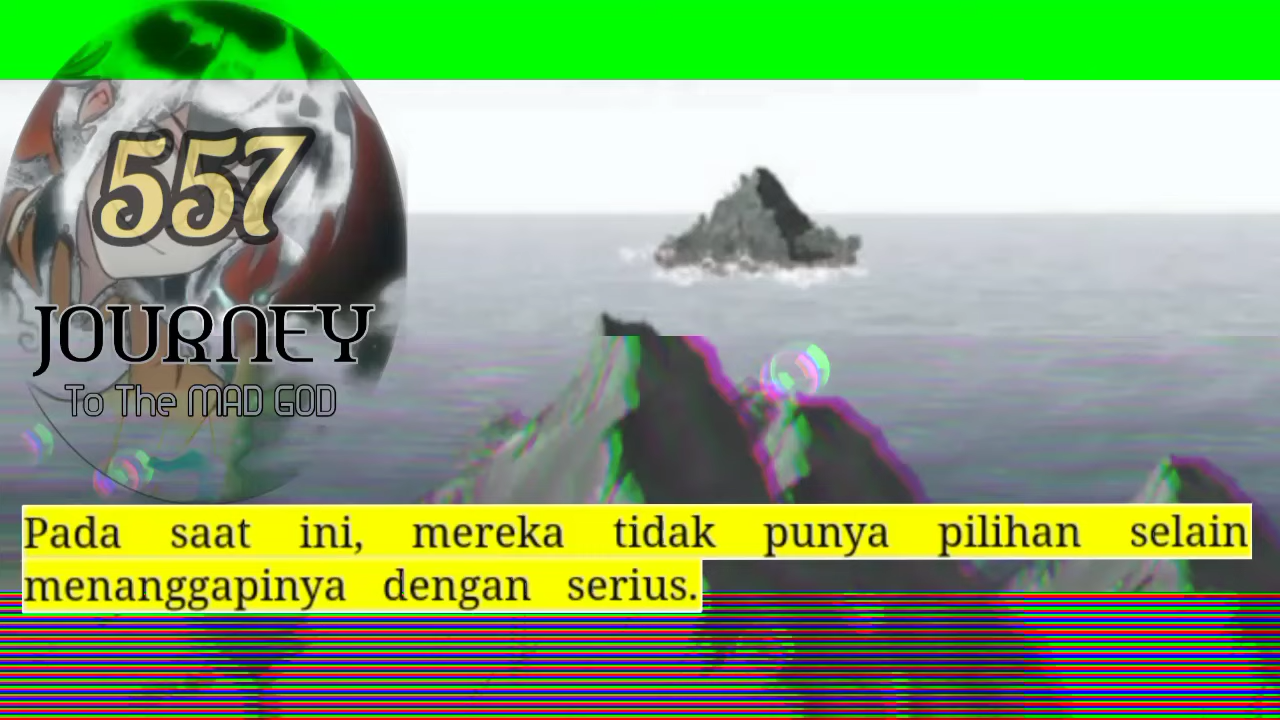 557
JOURNEY
To The MAD GOD
Pada saat ini, mereka tidak punya pilihan selain
menanggapinya dengan serius.